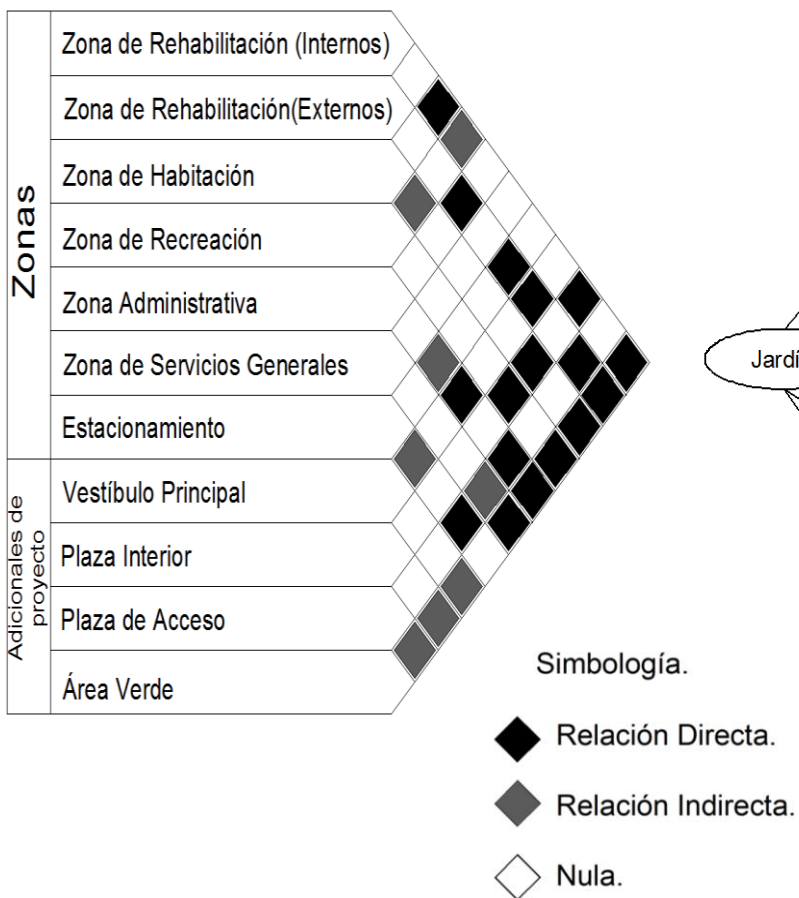 Zonas
Zona de Rehabilitación (Internos)
Zona de Rehabilitación(Externos)
Zona de Habitación
Zona de Recreación
Zona Administrativa
Zona de Servicios Generales
Estacionamiento
Adicionales de
proyecto
Vestíbulo Principal
Plaza Interior
Plaza de Acceso
Área Verde
Jardí
Simbología.
Relación Directa.
Relación Indirecta.
Nula.